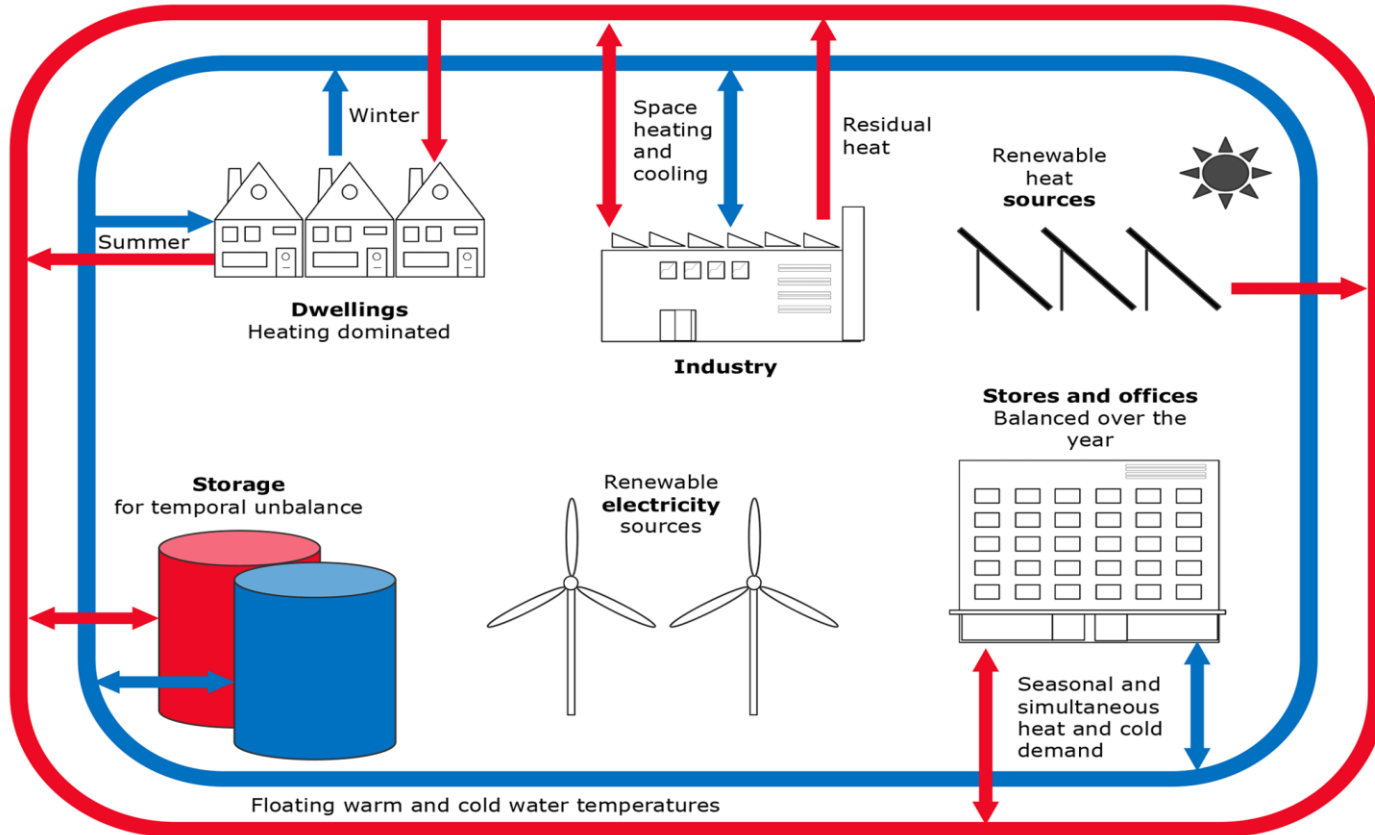 Winter
Summer
Dwellings
Heating dominated
Space
heating
and
cooling
Residual
heat
Industry
Renewable
heat
sources
Stores and offices
Balanced over the
year
Storage
for temporal unbalance
Renewable
electricity
sources
Seasonal and
simultaneous
heat and cold
demand
Floating warm and cold water temperatures